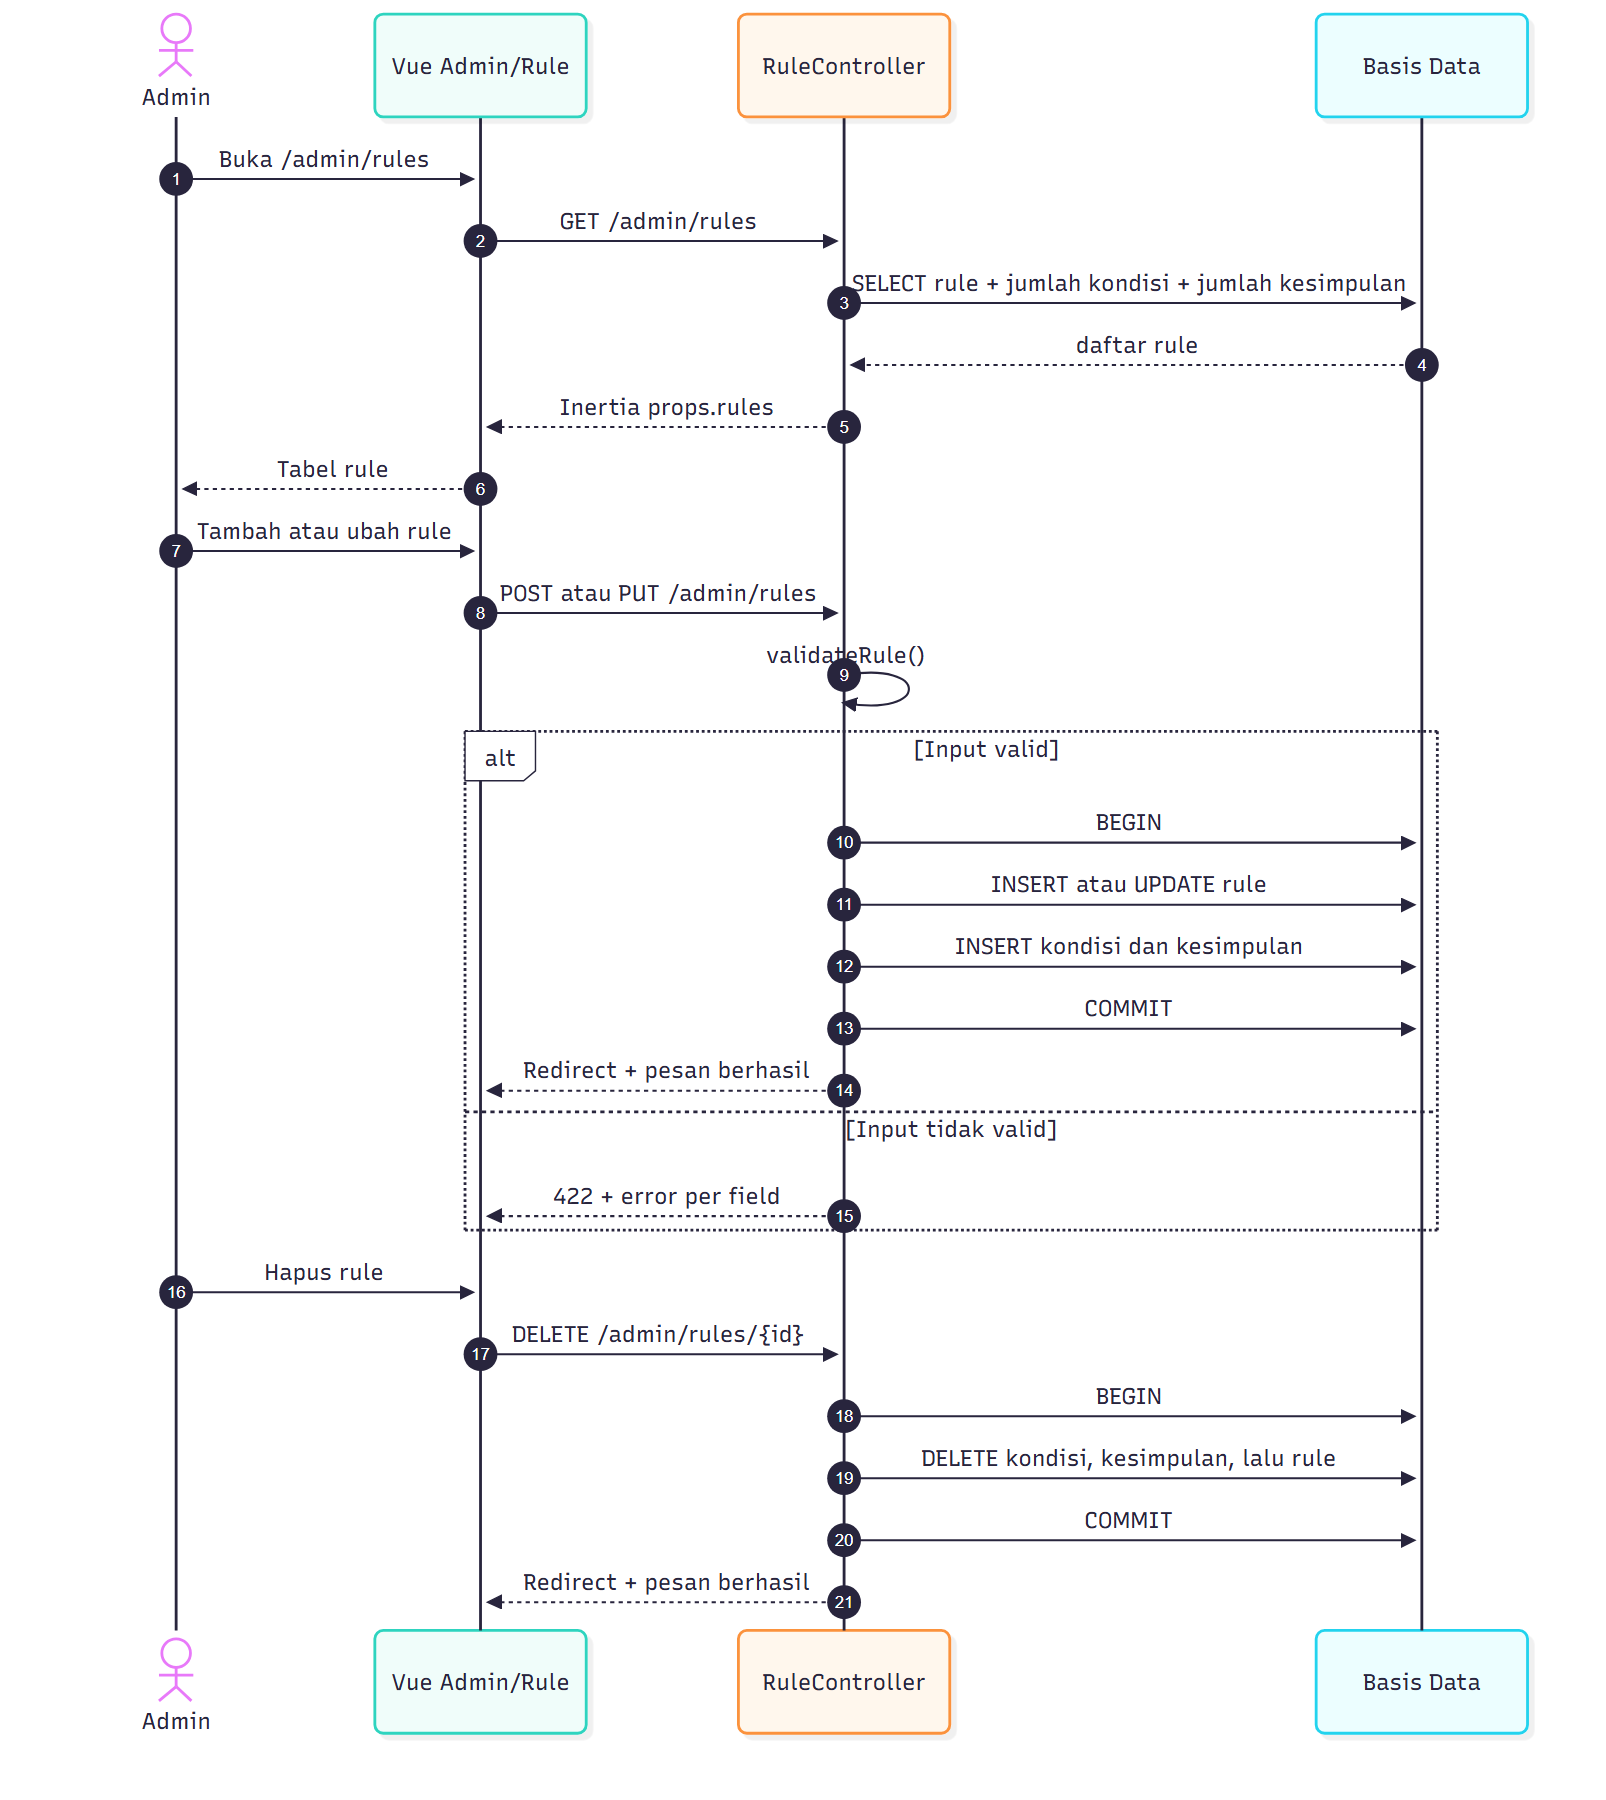 Admin
Vue Admin/Rule
RuleController
Basis Data
Buka /admin/rules
1
GET /admin/rules
2
SELECT rule + jumlah kondisi + jumlah kesimpulan
3
daftar rule
4
Inertia props.rules
5
Tabel rule
6
Tambah atau ubah rule
7
POST atau PUT /admin/rules
8
validateRule()
9
alt
[Input valid]
BEGIN
10
INSERT atau UPDATE rule
11
INSERT kondisi dan kesimpulan
12
COMMIT
13
Redirect + pesan berhasil
14
[Input tidak valid]
422 + error per field
15
Hapus rule
16
DELETE /admin/rules/{id}
17
BEGIN
18
DELETE kondisi, kesimpulan, lalu rule
19
COMMIT
20
Redirect + pesan berhasil
21
Admin
Vue Admin/Rule
RuleController
Basis Data